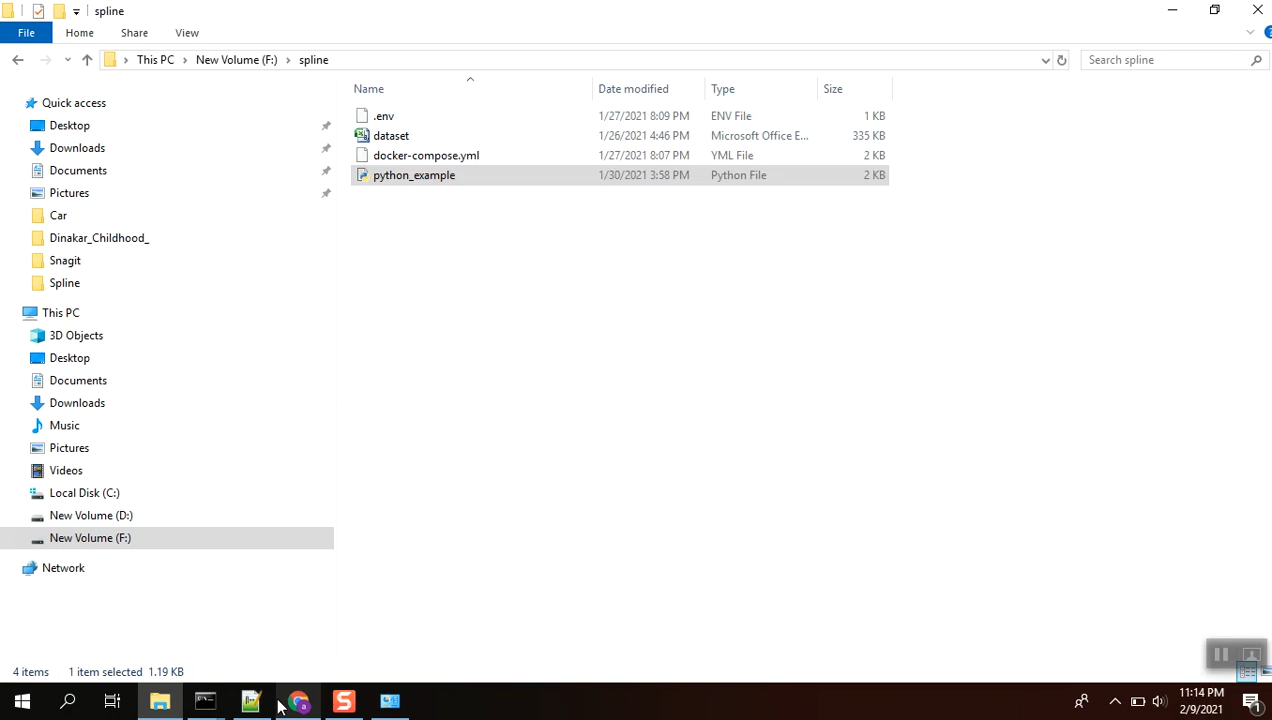 spline
File Home Share View
This PC New Volume (F:) spline Search spline
Name Date modified Type Size
.env 1/27/2021 8:09 PM ENV File 1 KB
dataset 1/26/2021 4:46 PM Microsoft Office E... 335 KB
docker-compose.yml 1/27/2021 8:07 PM YML File 2 KB
python_example 1/30/2021 3:58 PM Python File 2 KB
Quick access
Desktop
Downloads
Documents
Pictures
Car
Dinakar_Childhood_
Snagit
Spline
This PC
3D Objects
Desktop
Documents
Downloads
Music
Pictures
Videos
Local Disk (C:)
New Volume (D:)
New Volume (F:)
Network
4 items 1 item selected 1.19 KB
11:14 PM
2/9/2021